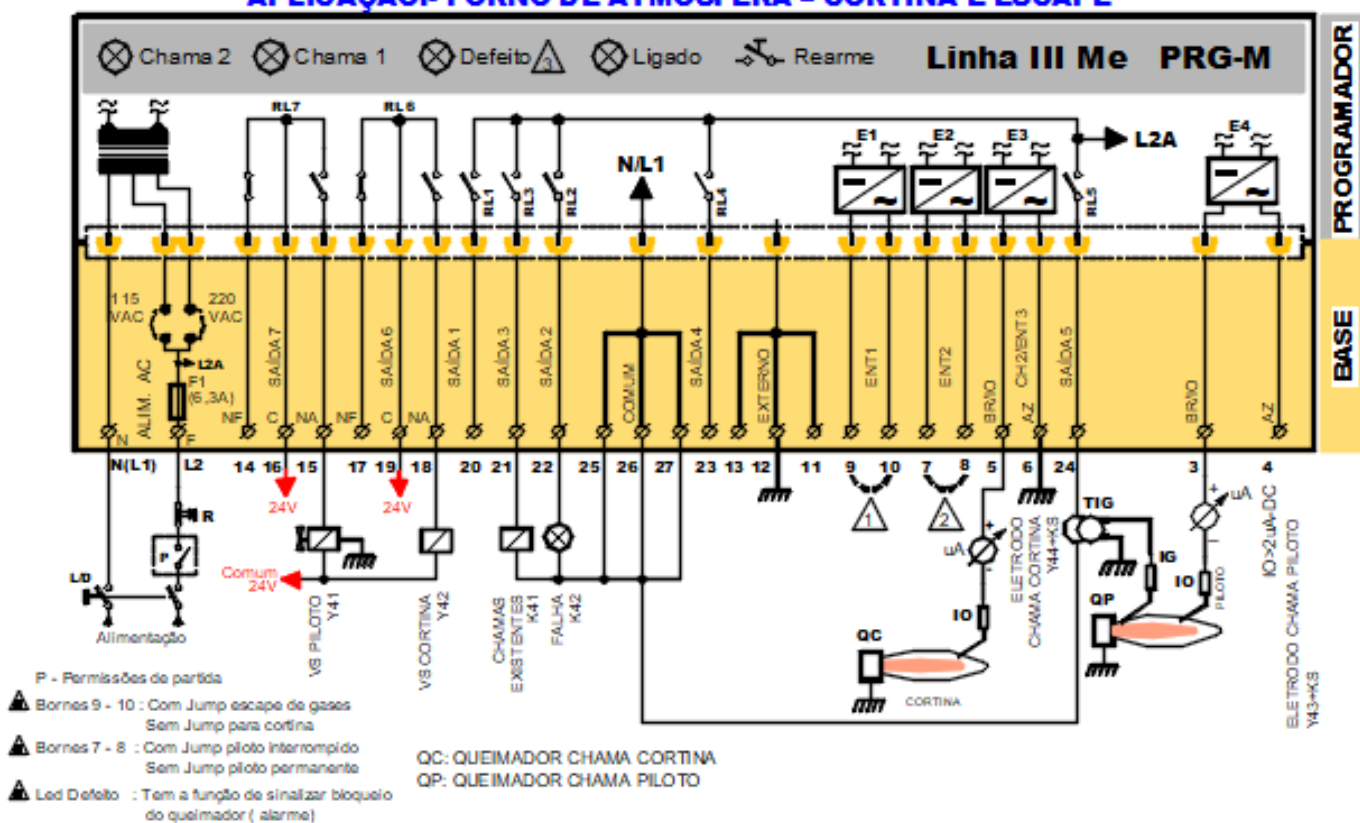 APLICAÇÃO:- FORNO DE ATMOSFERA – CORTINA E ESCAPE
Chama 2
Chama 1
Defeito
3
Ligado
Rearme
Linha III Me PRG-M
PROGRAMADOR
RL7
RL6
RL1
RL3
RL2
N/L1
RL4
E1
E2
E3
RL5
L2A
E4
BASE
115 VAC
220 VAC
L2A
F1
(6,3A)
ALIM. AC
N
F
SAÍDA 7
NF
C
NA
SAÍDA 6
NF
C
NA
SAÍDA 1
SAÍDA 3
SAÍDA 2
COMUM
SAÍDA 4
EXTERNO
ENT1
ENT2
BR/IO
CH2/ENT3
AZ
SAÍDA 5
BR/IO
AZ
N(L1) L2 14 16 15 17 19 18 20 21 22 25 26 27 23 13 12 11 9 10 7 8 5 6 24 3 4
24V
24V
R
P
L/D
Alimentação
Comum
24V
VS PILOTO
Y41
VS CORTINA
Y42
CHAMAS
EXISTENTES
K41
FALHA
K42
1
2
+
uA
-
IO
QC
CORTINA
ELETRODO
CHAMA CORTINA
Y44+KS
TIG
IG
QP
IO
PILOTO
+
uA
-
IO>2uA-DC
ELETRODO CHAMA PILOTO
Y43+KS
P - Permissões de partida
Bornes 9 - 10 : Com Jump escape de gases
Sem Jump para cortina
Bornes 7 - 8 : Com Jump piloto interrompido
Sem Jump piloto permanente
Led Defeito : Tem a função de sinalizar bloqueio
do queimador ( alarme)
QC: QUEIMADOR CHAMA CORTINA
QP: QUEIMADOR CHAMA PILOTO